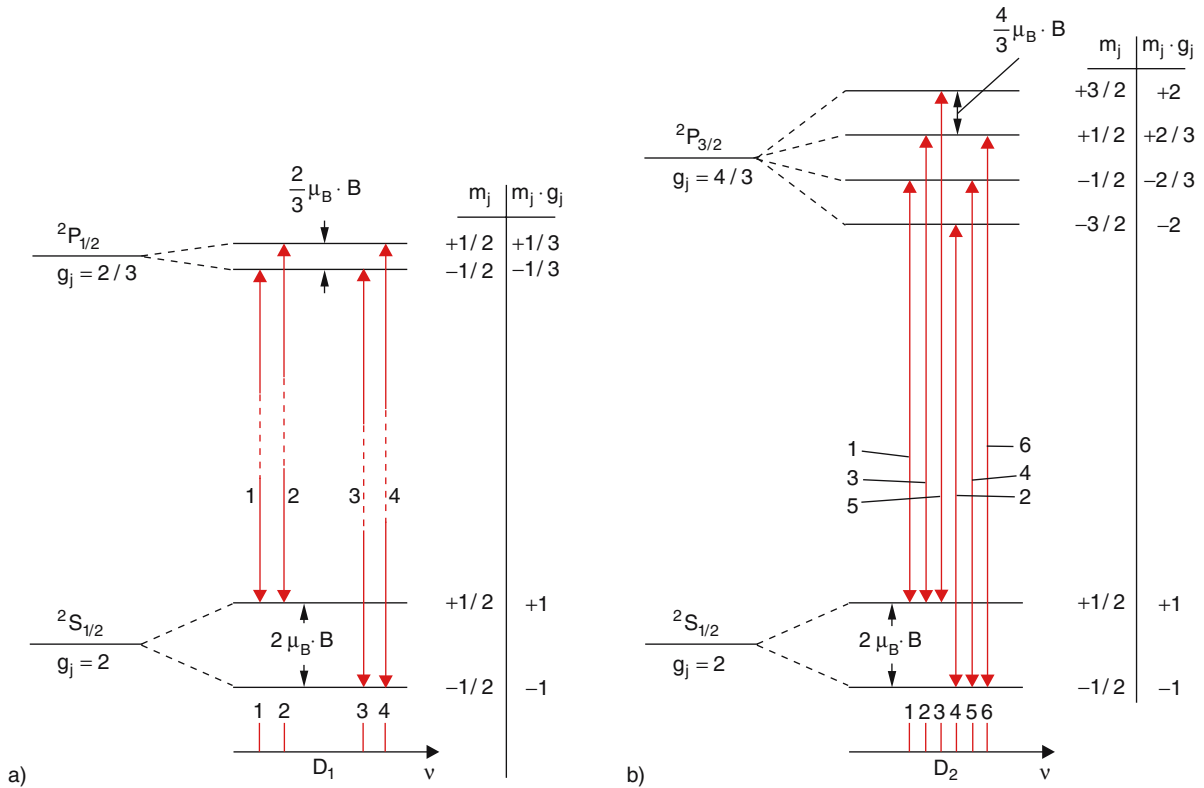 2/3 μB · B
mj mj · gj
²P1/2
+1/2 +1/3
gj = 2 / 3
−1/2 −1/3
1 2 3 4
²S1/2
+1/2 +1
2 μB · B
gj = 2
−1/2 −1
1 2 3 4
D1 ν
a)
4/3 μB · B
mj mj · gj
+3/2 +2
²P3/2
+1/2 +2/3
gj = 4 / 3
−1/2 −2/3
−3/2 −2
1 6
3 4
5 2
²S1/2
+1/2 +1
2 μB · B
gj = 2
−1/2 −1
1 2 3 4 5 6
D2 ν
b)